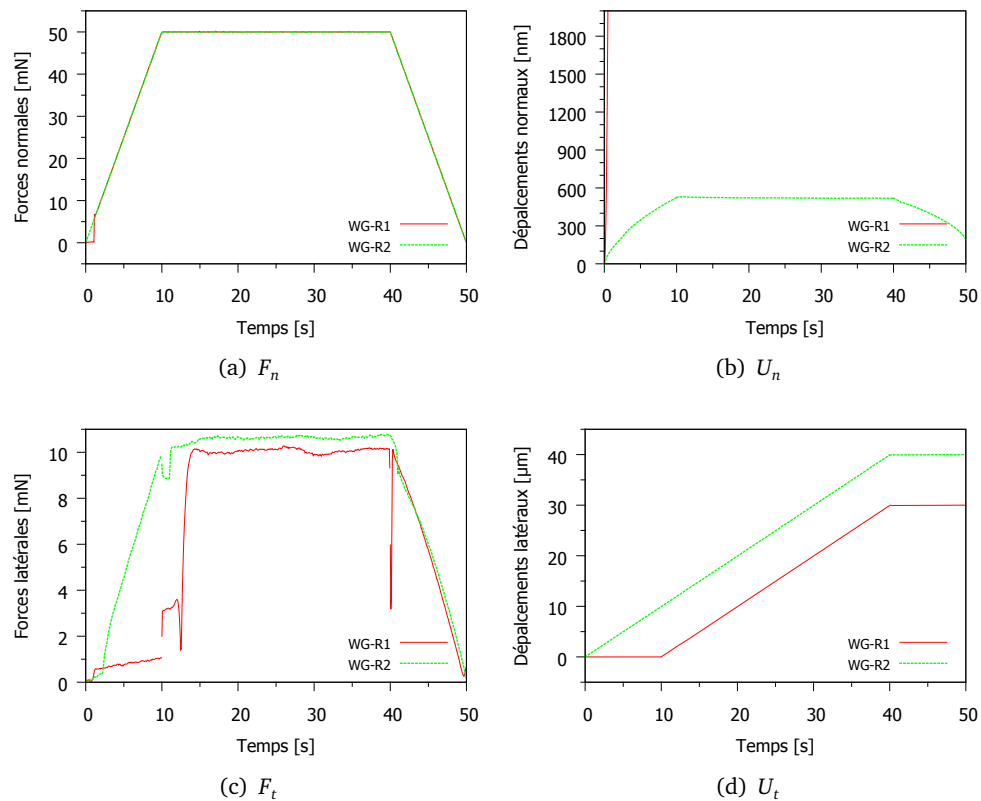 Forces normales [mN]
50
40
30
20
10
0
WG-R1
WG-R2
0 10 20 30 40 50
Temps [s]
(a) Fn
Dépalcements normaux [nm]
1800
1500
1200
900
600
300
0
WG-R1
WG-R2
0 10 20 30 40 50
Temps [s]
(b) Un
Forces latérales [mN]
10
8
6
4
2
0
WG-R1
WG-R2
0 10 20 30 40 50
Temps [s]
(c) Ft
Dépalcements latéraux [µm]
40
30
20
10
0
WG-R1
WG-R2
0 10 20 30 40 50
Temps [s]
(d) Ut